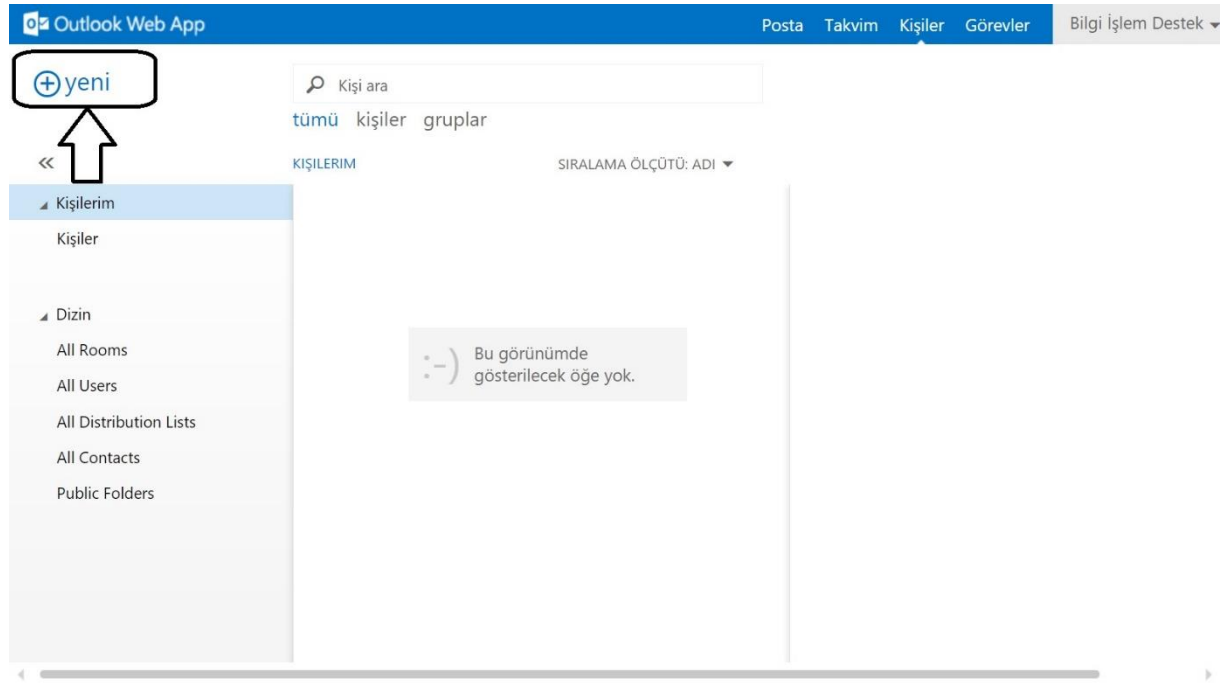 Outlook Web App
Posta Takvim Kişiler Görevler Bilgi İşlem Destek
yeni
Kişi ara
tümü kişiler gruplar
KIŞILERIM SIRALAMA ÖLÇÜTÜ: ADI
Kişilerim
Kişiler
Dizin
All Rooms
All Users
All Distribution Lists
All Contacts
Public Folders
:-)
Bu görünümde
gösterilecek öğe yok.